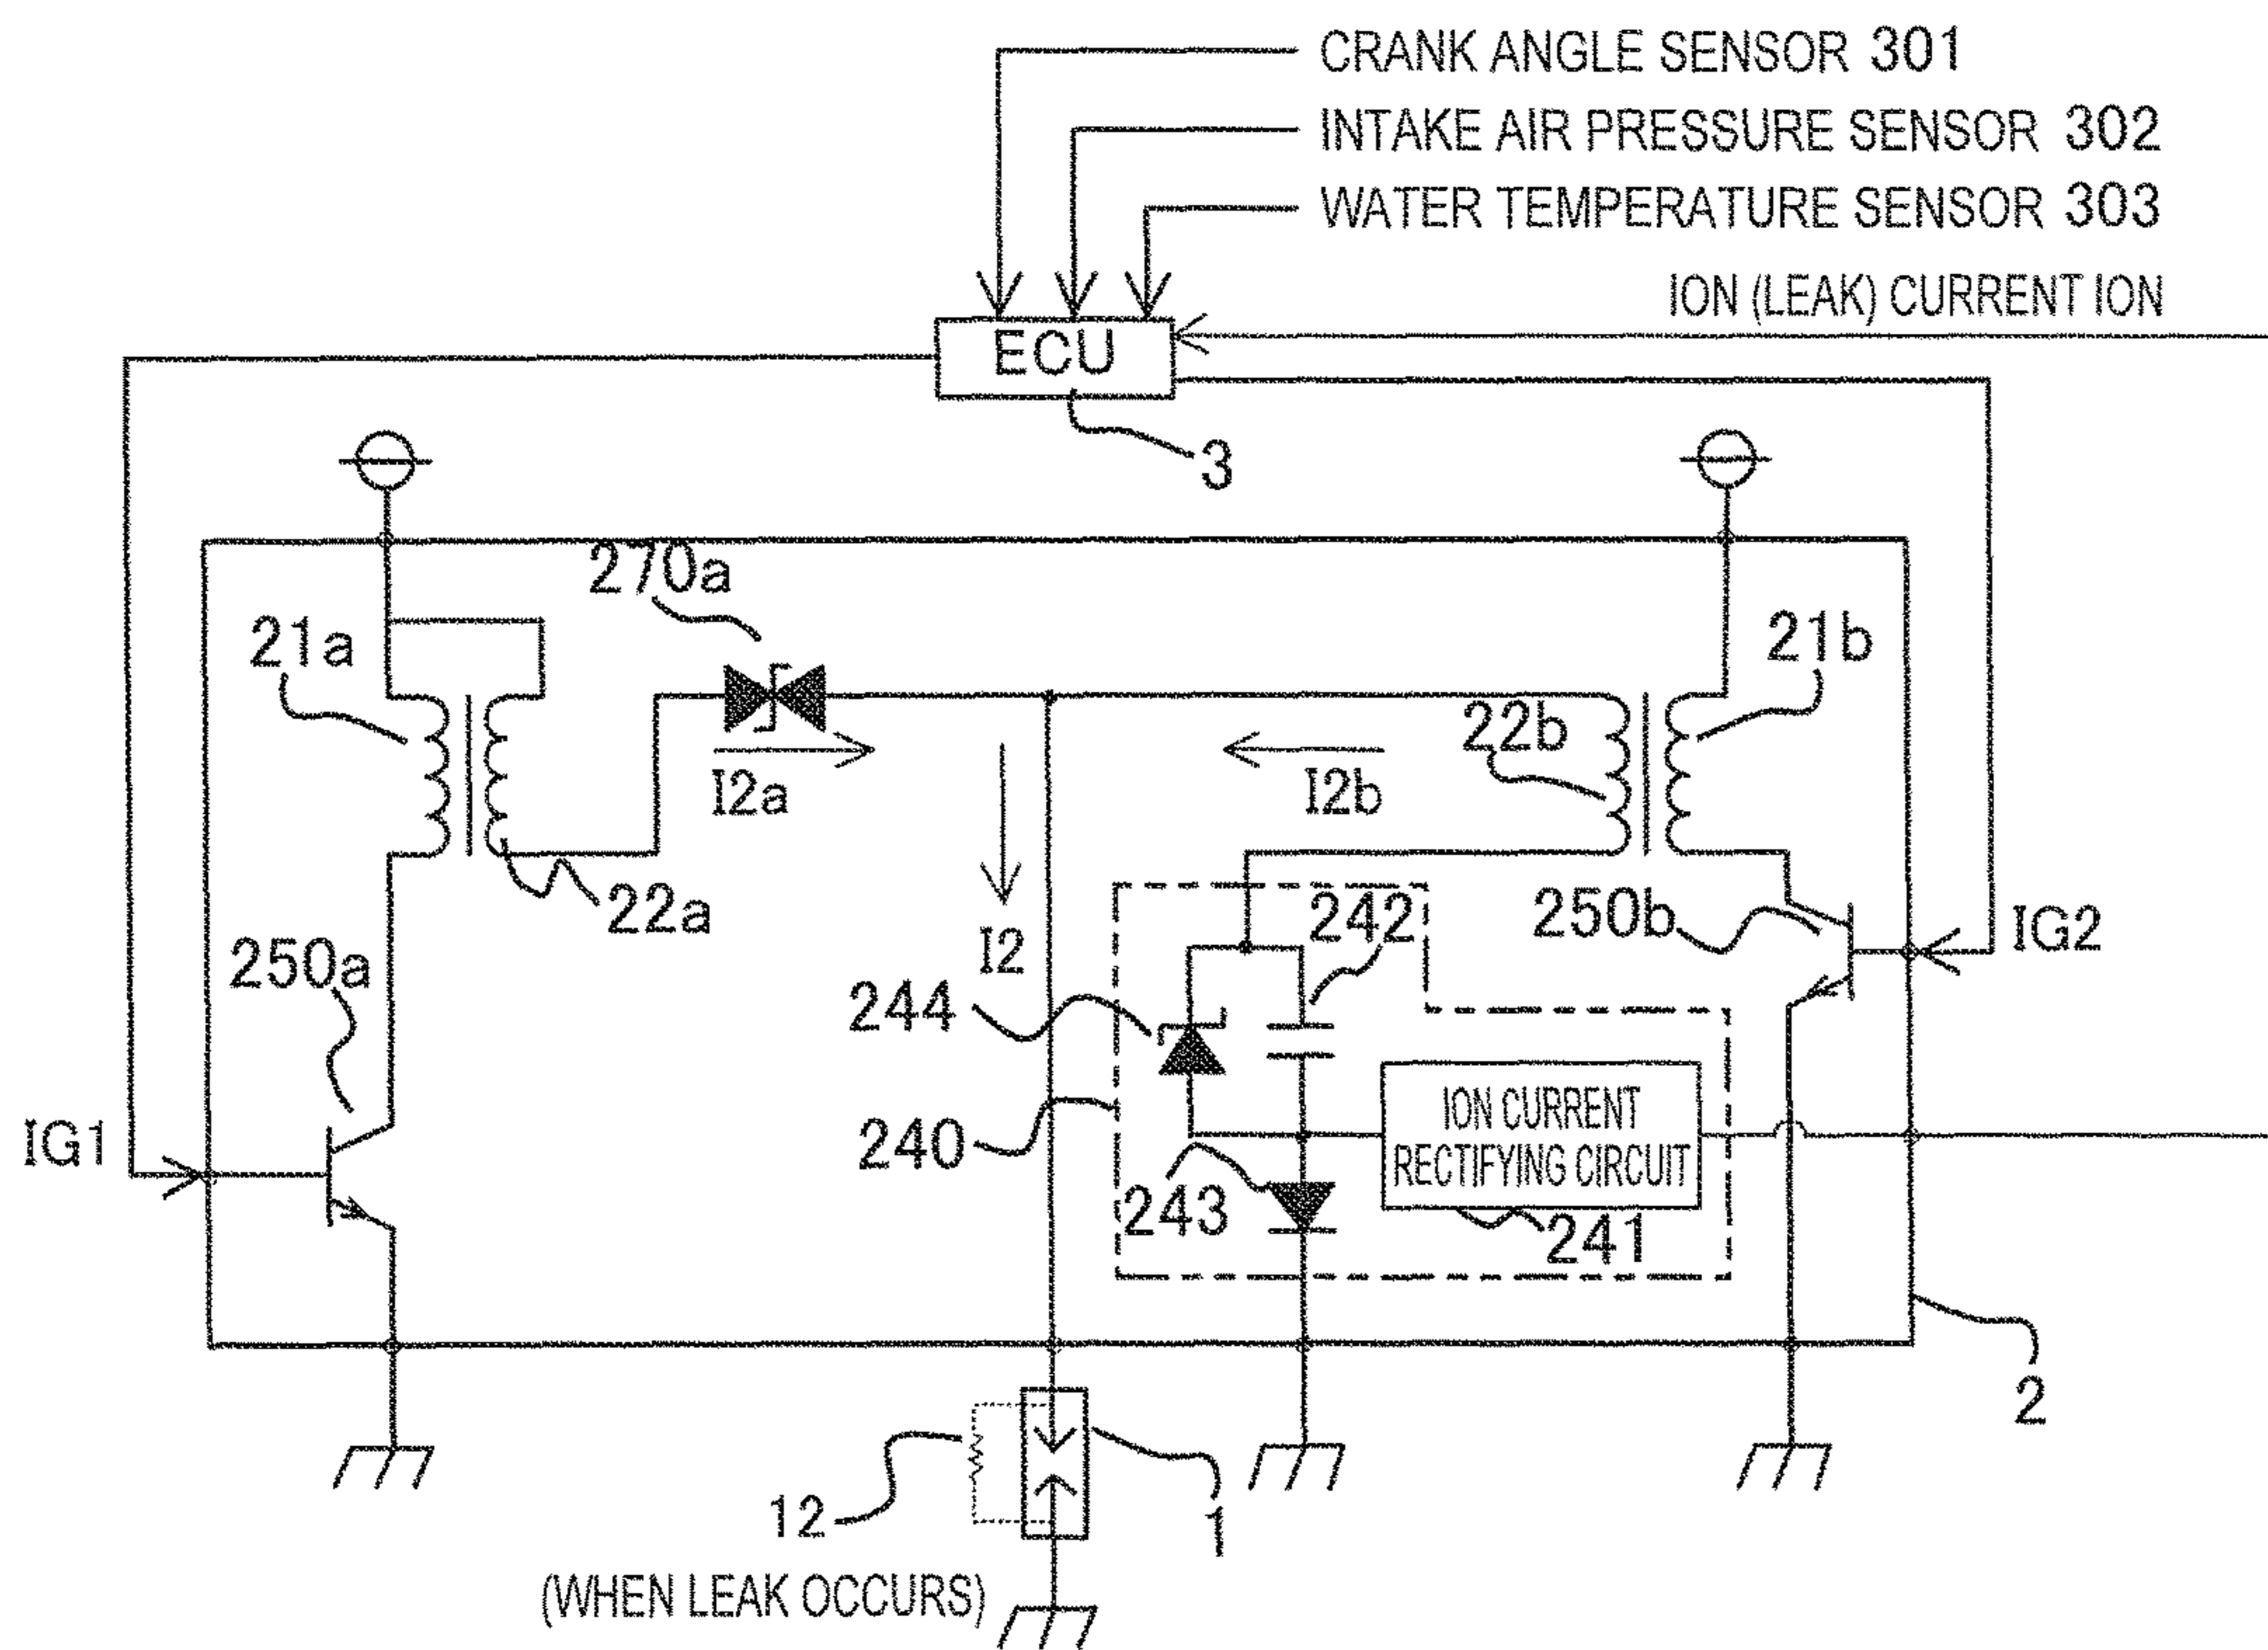 CRANK ANGLE SENSOR 301
INTAKE AIR PRESSURE SENSOR 302
WATER TEMPERATURE SENSOR 303
ION (LEAK) CURRENT ION
ECU
3
270a
21a
21b
22b
I2a
I2b
22a
242
250b
IG2
250a
I2
244
ION CURRENT
RECTIFYING CIRCUIT
IG1
240
243
241
2
12
1
(WHEN LEAK OCCURS)